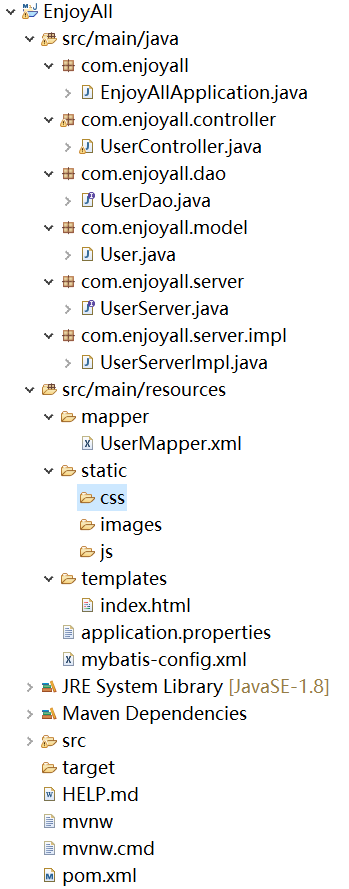 EnjoyAll
src/main/java
com.enjoyall
EnjoyAllApplication.java
com.enjoyall.controller
UserController.java
com.enjoyall.dao
UserDao.java
com.enjoyall.model
User.java
com.enjoyall.server
UserServer.java
com.enjoyall.server.impl
UserServerImpl.java
src/main/resources
mapper
UserMapper.xml
static
css
images
js
templates
index.html
application.properties
mybatis-config.xml
JRE System Library [JavaSE-1.8]
Maven Dependencies
src
target
HELP.md
mvnw
mvnw.cmd
pom.xml